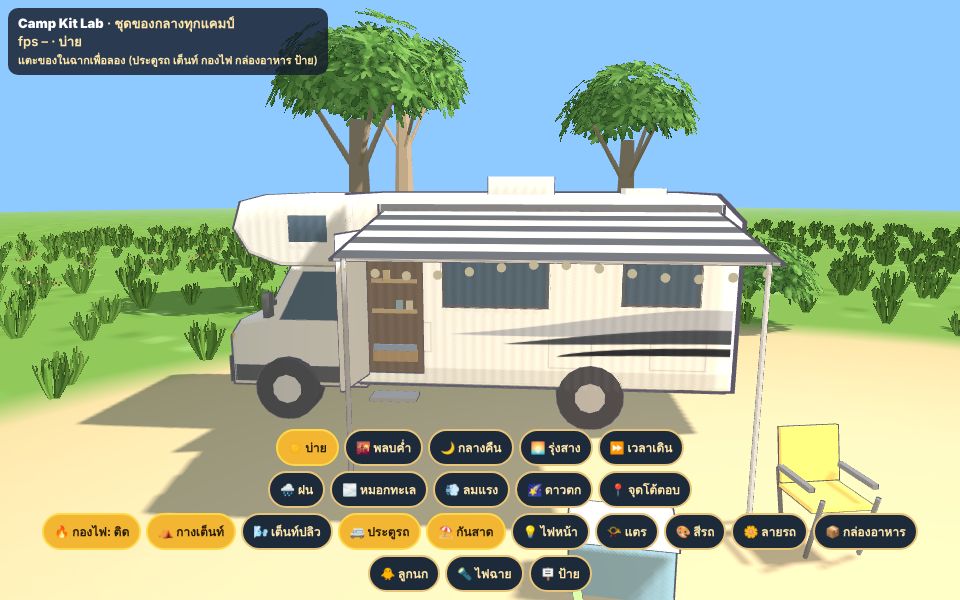 Camp Kit Lab · ชุดของกลางทุกแคมป์
fps – · บ่าย
แตะของในฉากเพื่อลอง (ประตูรถ เต็นท์ กองไฟ กล่องอาหาร ป้าย)
บ่าย พลบค่ำ กลางคืน รุ่งสาง เวลาเดิน
ฝน หมอกทะเล ลมแรง ดาวตก จุดโต้ตอบ
กองไฟ: ติด กางเต็นท์ เต็นท์ปลิว ประตูรถ กันสาด ไฟหน้า แตร สีรถ ลายรถ กล่องอาหาร
ลูกนก ไฟฉาย ป้าย